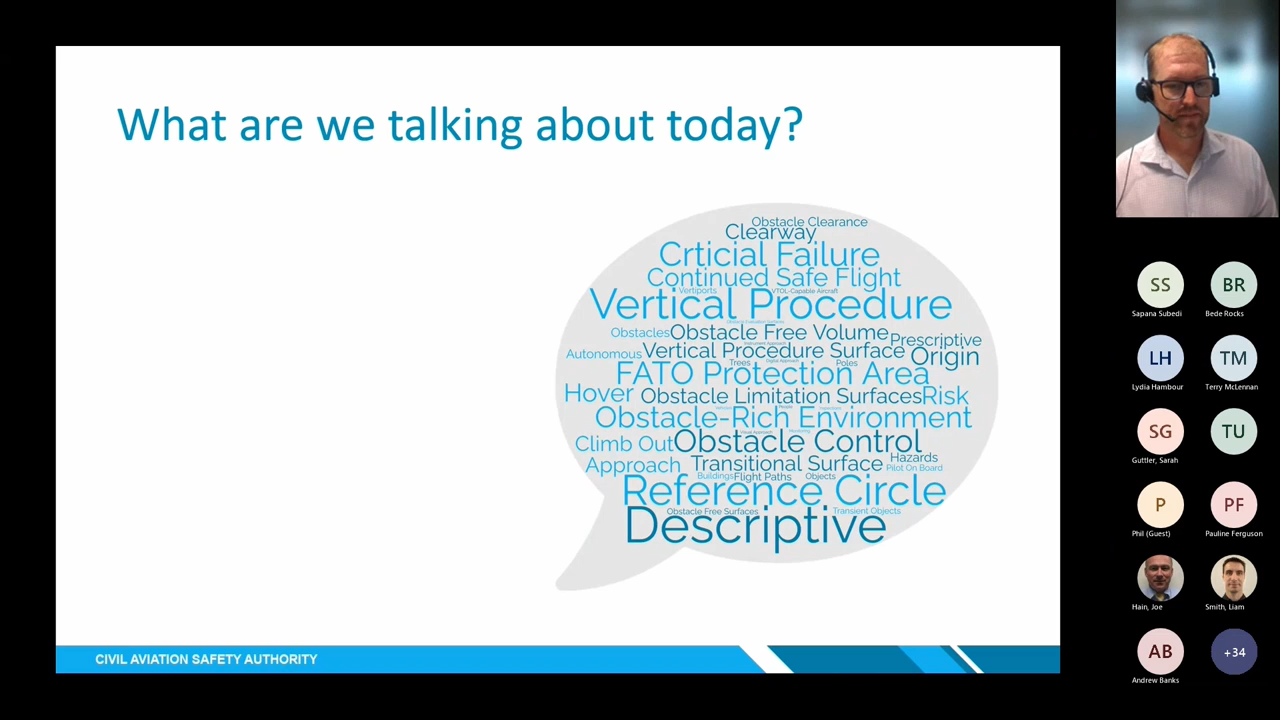 What are we talking about today?
Obstacle Clearance
Clearway
Crticial Failure
Continued Safe Flight
Vertiports VTOL-Capable Aircraft
Vertical Procedure
Obstacles Obstacle Free Volume Prescriptive
Autonomous Vertical Procedure Surface Origin
Trees Digital Approach Poles
FATO Protection Area
Hover Obstacle Limitation Surfaces Risk
Obstacle-Rich Environment
Climb Out Obstacle Control
Approach Transitional Surface Hazards
Pilot On Board
Buildings Flight Paths Objects
Reference Circle
Obstacle Free Surfaces Transient Objects
Descriptive
CIVIL AVIATION SAFETY AUTHORITY
SS BR
Sapana Subedi Bede Rocks
LH TM
Lydia Hambour Terry McLennan
SG TU
Guttler, Sarah
P PF
Phil (Guest) Pauline Ferguson
Hain, Joe Smith, Liam
AB +34
Andrew Banks